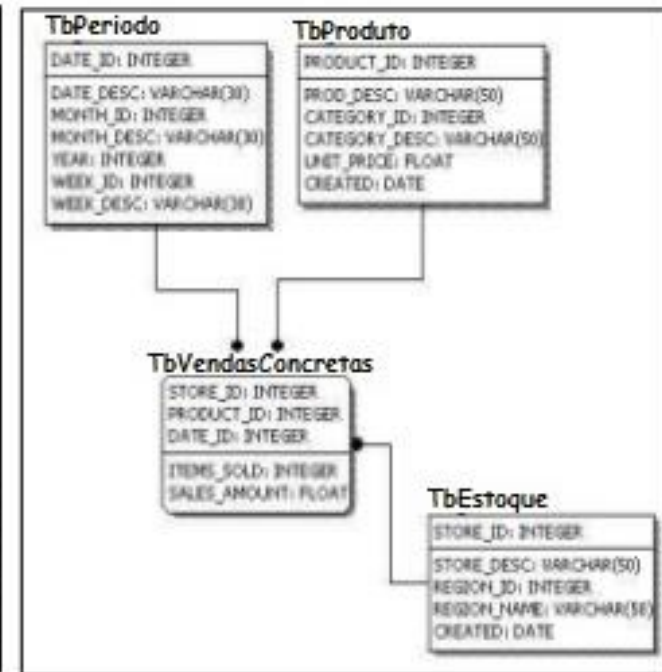 TbPeriodo
DATE_ID: INTEGER
DATE_DESC: VARCHAR(30)
MONTH_ID: INTEGER
MONTH_DESC: VARCHAR(30)
YEAR: INTEGER
WEEK_ID: INTEGER
WEEK_DESC: VARCHAR(30)
TbProduto
PRODUCT_ID: INTEGER
PROD_DESC: VARCHAR(50)
CATEGORY_ID: INTEGER
CATEGORY_DESC: VARCHAR(50)
UNIT_PRICE: FLOAT
CREATED: DATE
TbVendasConcretas
STORE_ID: INTEGER
PRODUCT_ID: INTEGER
DATE_ID: INTEGER
ITEMS_SOLD: INTEGER
SALES_AMOUNT: FLOAT
TbEstoque
STORE_ID: INTEGER
STORE_DESC: VARCHAR(50)
REGION_ID: INTEGER
REGION_NAME: VARCHAR(50)
CREATED: DATE